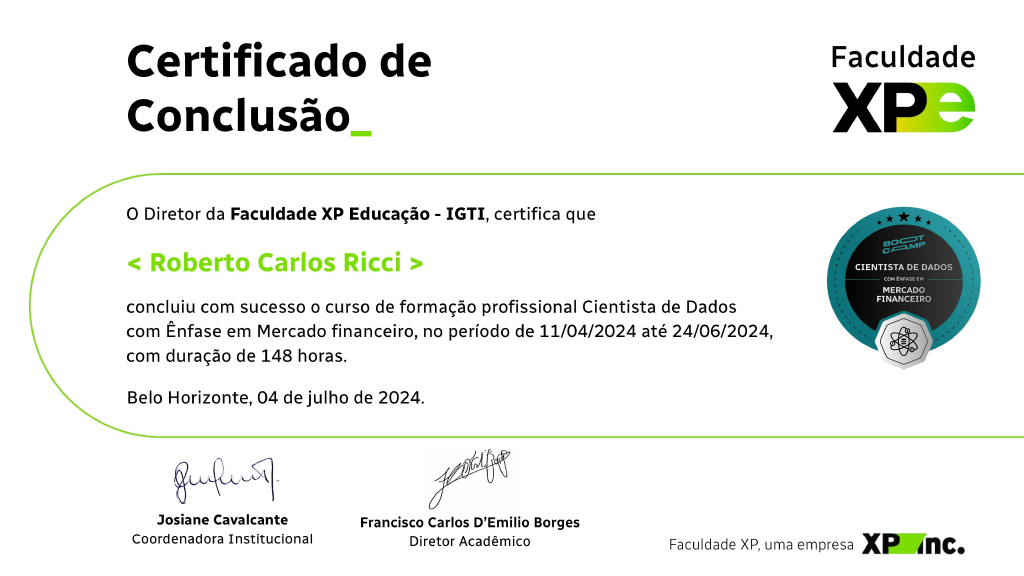 Certificado de
Conclusão_
Faculdade
XPe
O Diretor da Faculdade XP Educação - IGTI, certifica que
< Roberto Carlos Ricci >
concluiu com sucesso o curso de formação profissional Cientista de Dados
com Ênfase em Mercado financeiro, no período de 11/04/2024 até 24/06/2024,
com duração de 148 horas.
Belo Horizonte, 04 de julho de 2024.
BOOT
CAMP
CIENTISTA DE DADOS
COM ÊNFASE EM
MERCADO
FINANCEIRO
Josiane Cavalcante
Coordenadora Institucional
Francisco Carlos D’Emilio Borges
Diretor Acadêmico
Faculdade XP, uma empresa XP inc.